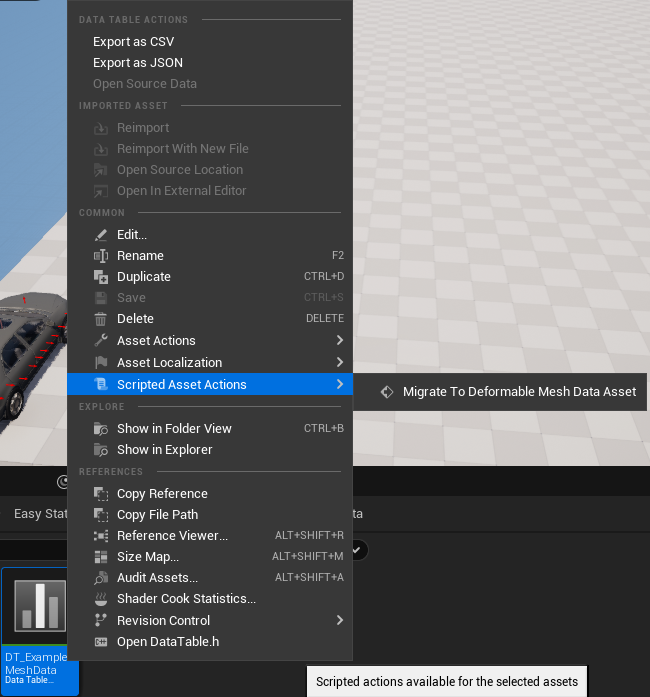 DATA TABLE ACTIONS
Export as CSV
Export as JSON
Open Source Data
IMPORTED ASSET
Reimport
Reimport With New File
Open Source Location
Open In External Editor
COMMON
Edit...
Rename F2
Duplicate CTRL+D
Save CTRL+S
Delete DELETE
Asset Actions
Asset Localization
Scripted Asset Actions
Migrate To Deformable Mesh Data Asset
EXPLORE
Show in Folder View CTRL+B
Show in Explorer
REFERENCES
Copy Reference
Copy File Path
Reference Viewer... ALT+SHIFT+R
Size Map... ALT+SHIFT+M
Audit Assets... ALT+SHIFT+A
Shader Cook Statistics...
Revision Control
Open DataTable.h
Easy Stat
ta
DT_Example
MeshData
Data Table...
Scripted actions available for the selected assets